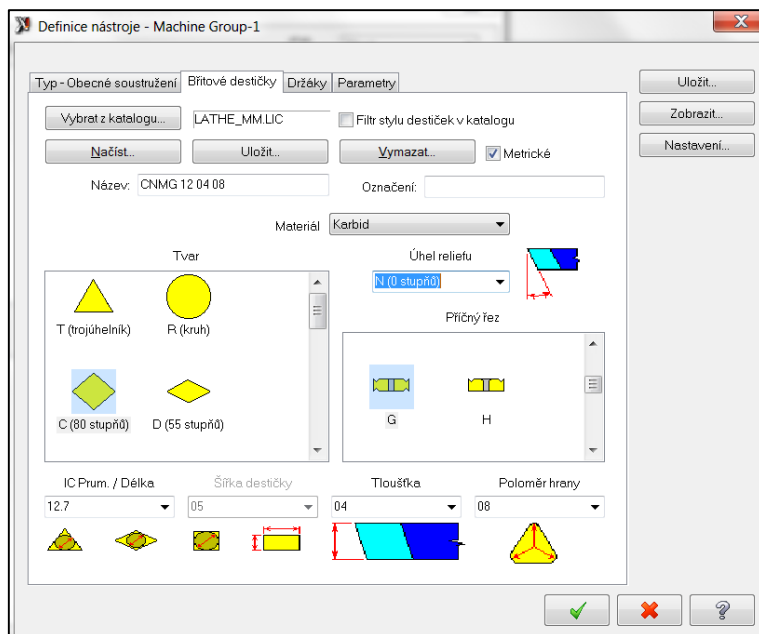 Definice nástroje - Machine Group-1
Typ - Obecné soustružení Břitové destičky Držáky Parametry
Uložit...
Vybrat z katalogu... LATHE_MM.LIC Filtr stylu destiček v katalogu
Zobrazit...
Načíst... Uložit... Vymazat... Metrické
Nastavení...
Název: CNMG 12 04 08 Označení:
Materiál Karbid
Tvar Úhel reliefu
N (0 stupňů)
T (trojúhelník) R (kruh)
Příčný řez
C (80 stupňů) D (55 stupňů)
G H
IC Prum. / Délka Šířka destičky Tloušťka Poloměr hrany
12.7 05 04 08